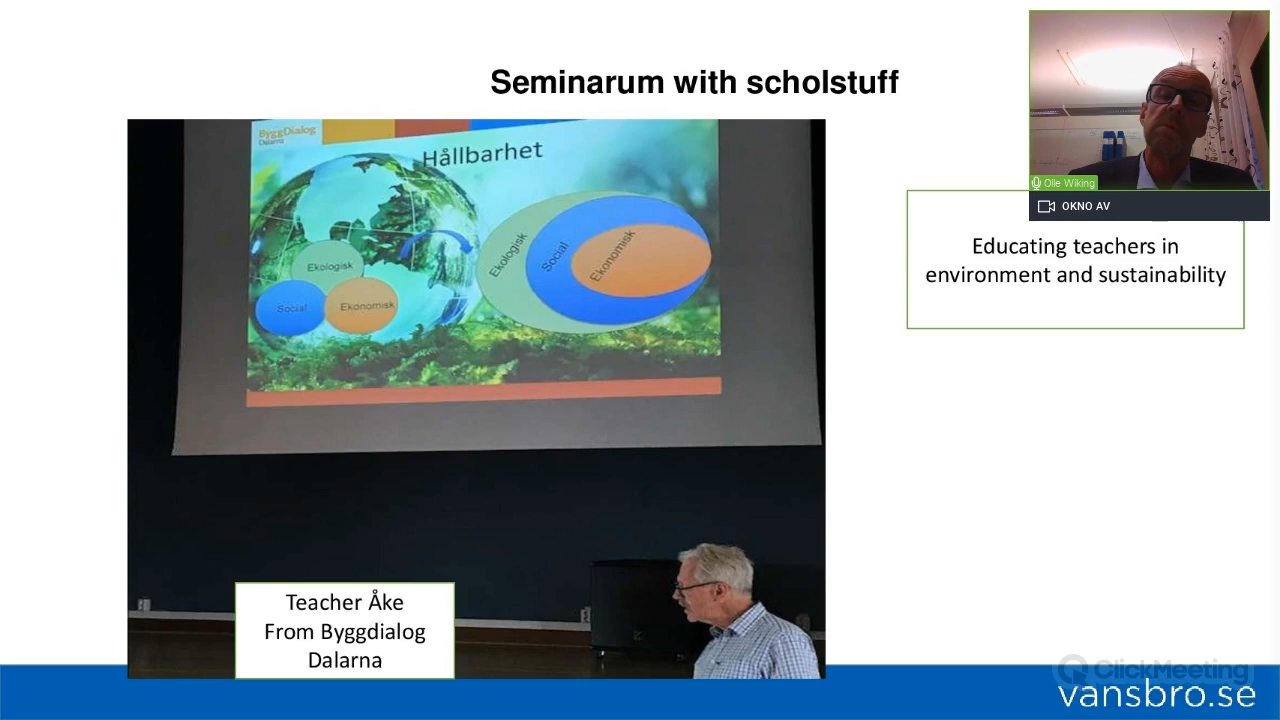 Seminarum with scholstuff
ByggDialog
Dalarna
Hållbarhet
Ekologisk
Social
Ekonomisk
Ekologisk
Social
Ekonomisk
Olle Wiking
OKNO AV
Educating teachers in
environment and sustainability
Teacher Åke
From Byggdialog
Dalarna
ClickMeeting
vansbro.se